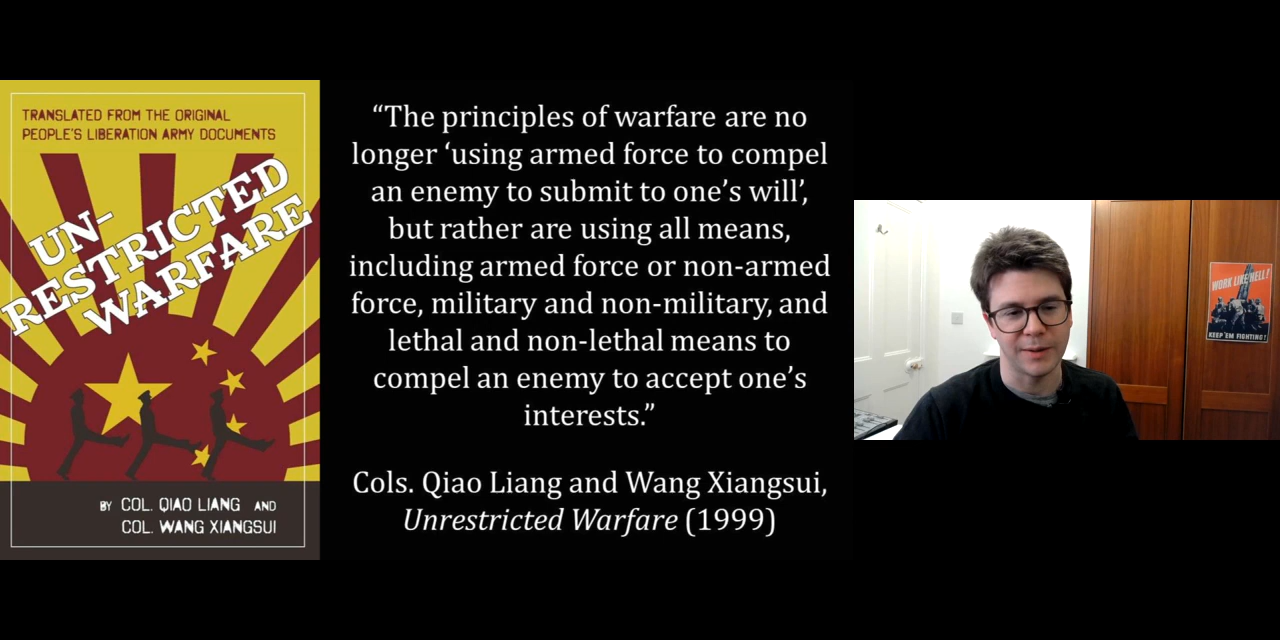 TRANSLATED FROM THE ORIGINAL
PEOPLE'S LIBERATION ARMY DOCUMENTS
UN-
RESTRICTED
WARFARE
BY COL. QIAO LIANG AND
COL. WANG XIANGSUI
“The principles of warfare are no
longer ‘using armed force to compel
an enemy to submit to one’s will’,
but rather are using all means,
including armed force or non-armed
force, military and non-military, and
lethal and non-lethal means to
compel an enemy to accept one’s
interests.”
Cols. Qiao Liang and Wang Xiangsui,
Unrestricted Warfare (1999)
WORK LIKE HELL!
KEEP 'EM FIGHTING!